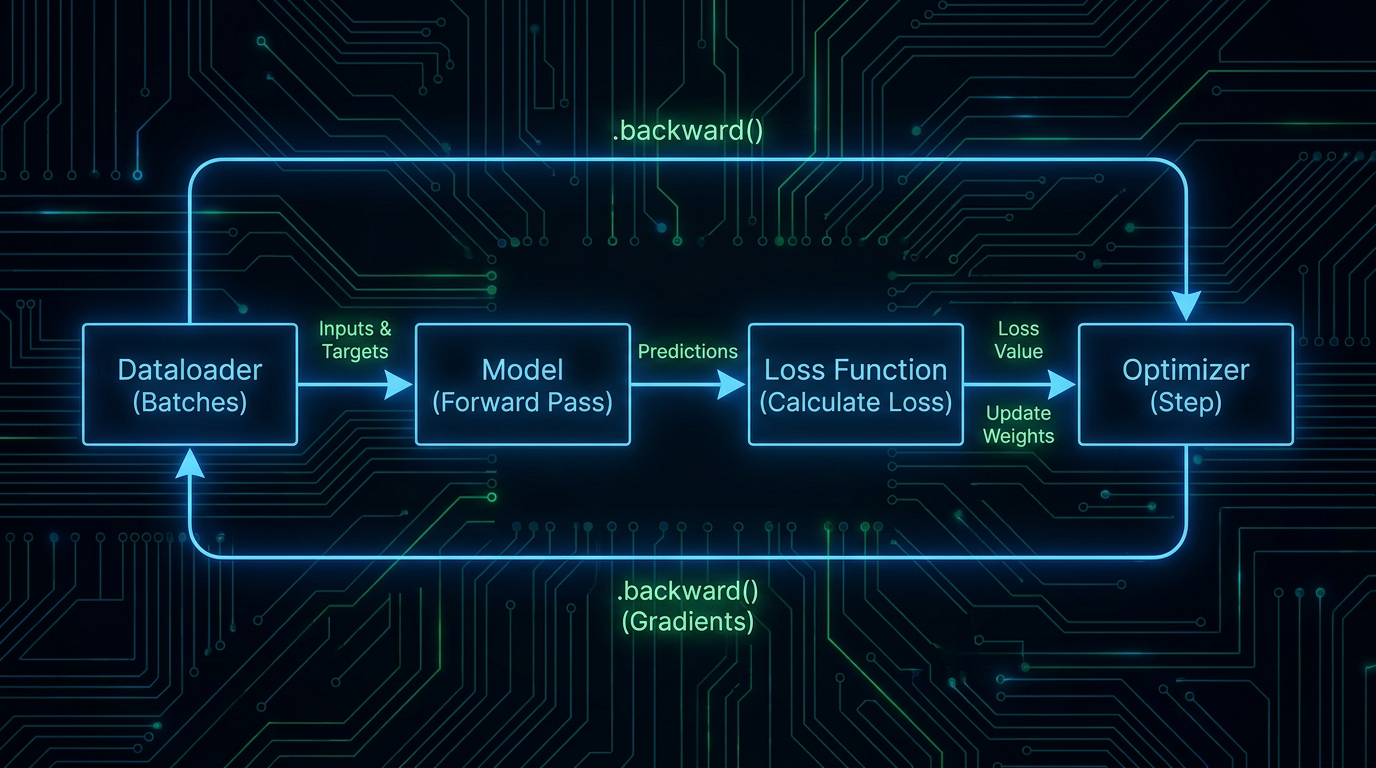 .backward()
Dataloader
(Batches)
Inputs &
Targets
Model
(Forward Pass)
Predictions
Loss Function
(Calculate Loss)
Loss
Value
Update
Weights
Optimizer
(Step)
.backward()
(Gradients)